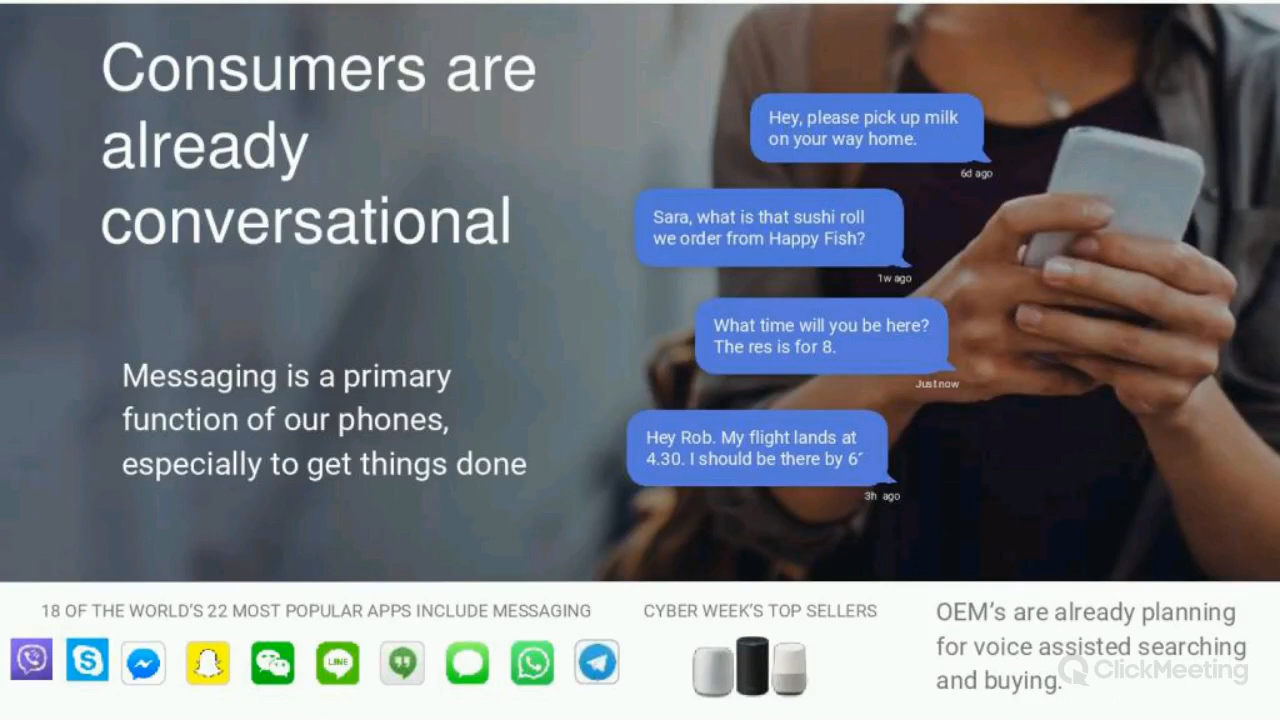 Consumers are
already
conversational
Messaging is a primary
function of our phones,
especially to get things done
Hey, please pick up milk
on your way home.
6d ago
Sara, what is that sushi roll
we order from Happy Fish?
1w ago
What time will you be here?
The res is for 8.
Just now
Hey Rob. My flight lands at
4.30. I should be there by 6"
3h ago
18 OF THE WORLD'S 22 MOST POPULAR APPS INCLUDE MESSAGING
LINE
CYBER WEEK'S TOP SELLERS
OEM's are already planning
for voice assisted searching
and buying.
ClickMeeting